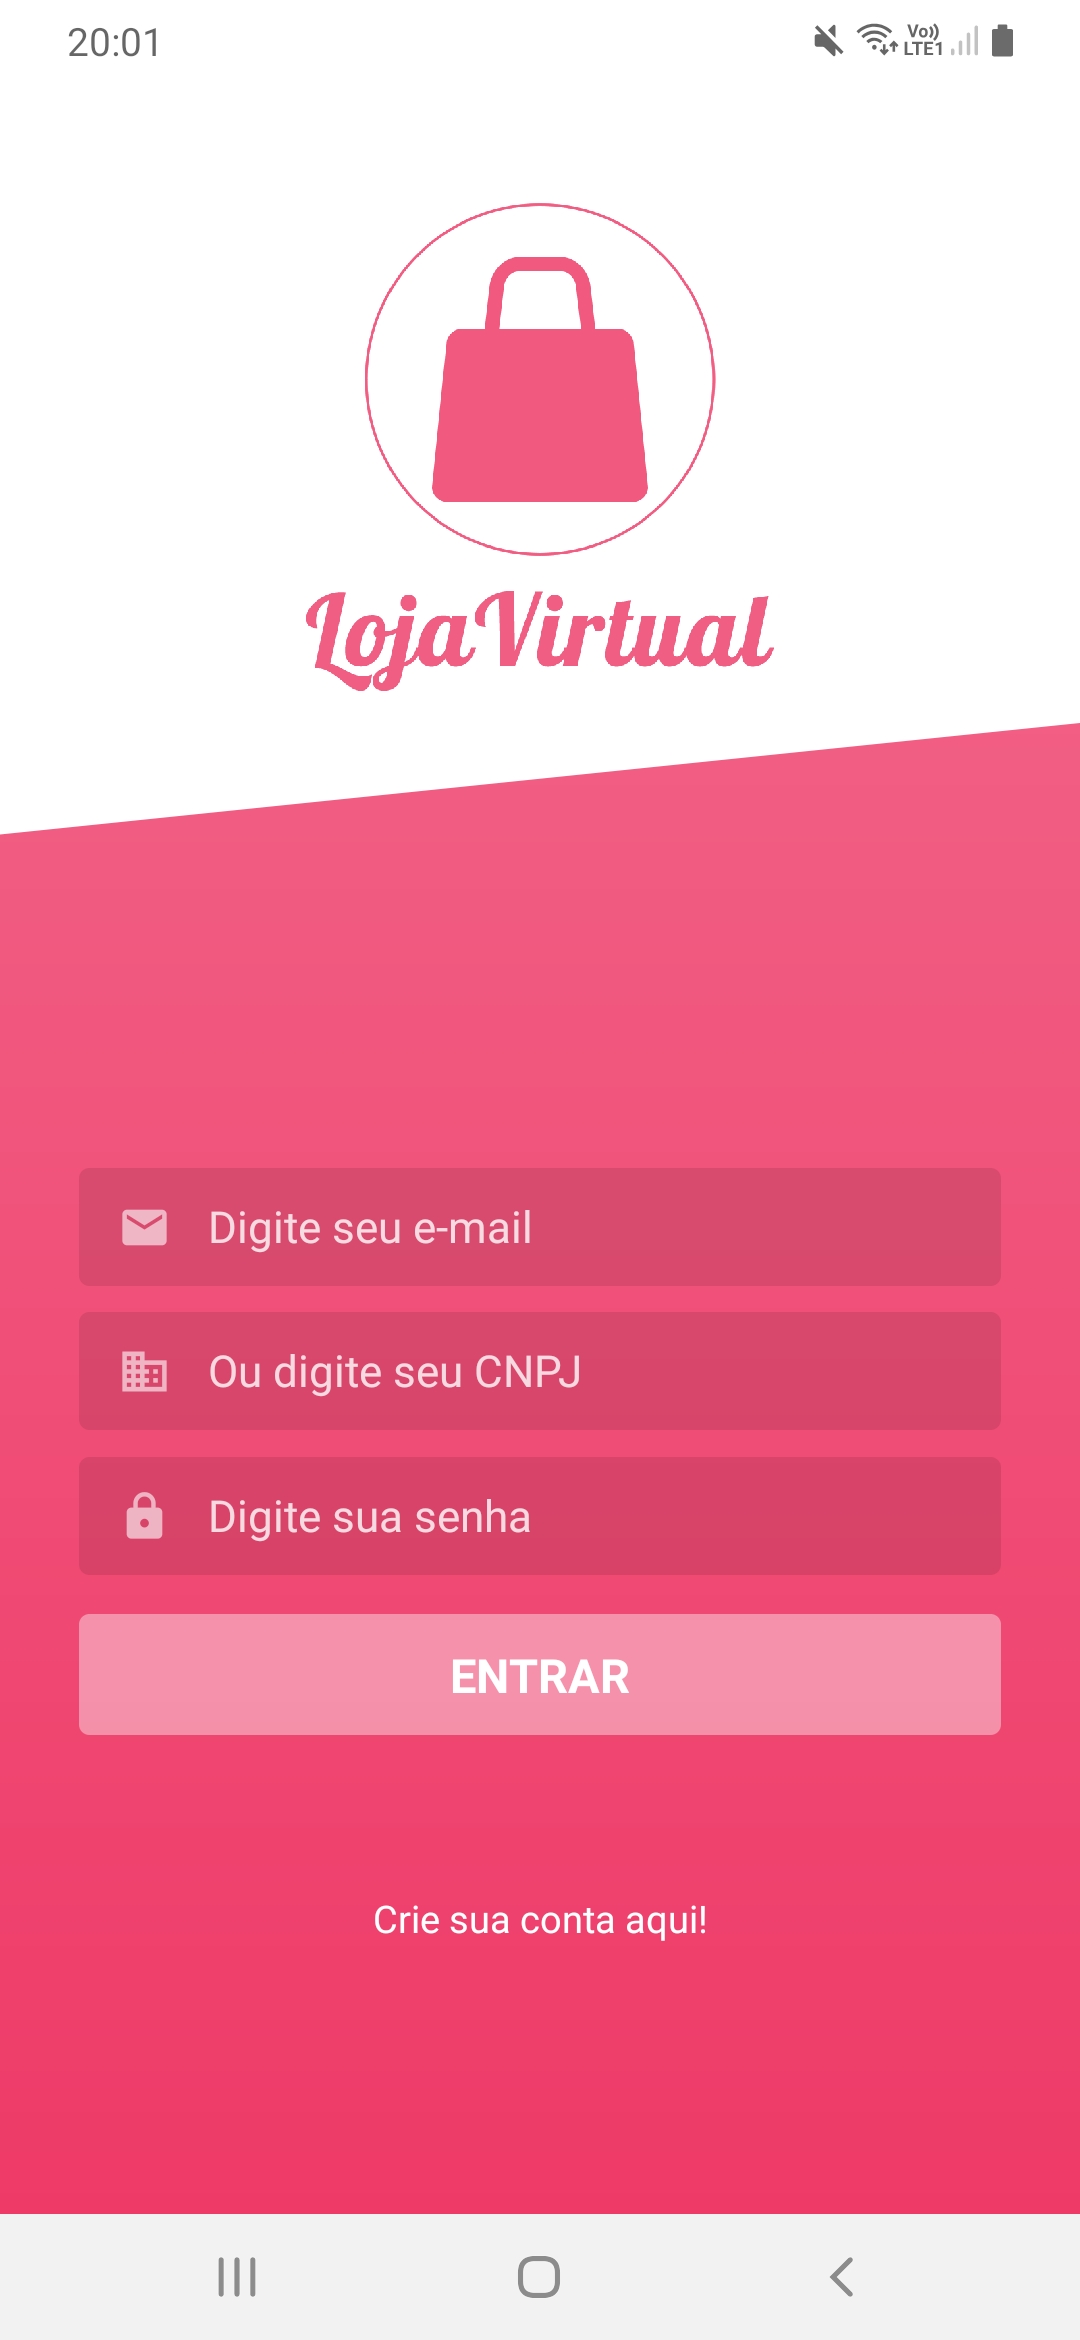 20:01
Vo))
LTE1
LojaVirtual
Digite seu e-mail
Ou digite seu CNPJ
Digite sua senha
ENTRAR
Crie sua conta aqui!